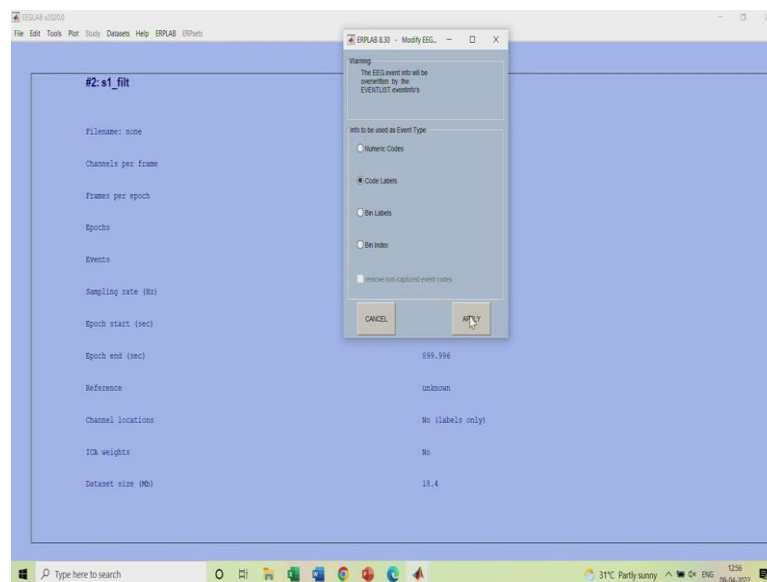 EEGLAB v2020.0
File Edit Tools Plot Study Datasets Help ERPLAB ERPsets
#2: s1_filt
Filename: none
Channels per frame
Frames per epoch
Epochs
Events
Sampling rate (Hz)
Epoch start (sec)
Epoch end (sec) 899.996
Reference unknown
Channel locations No (labels only)
ICA weights No
Dataset size (Mb) 18.4
ERPLAB 8.30 - Modify EEG...
Warning
The EEG event info will be
overwritten by the
EVENTLIST.eventinfo's
Info to be used as Event Type
Numeric Codes
Code Labels
Bin Labels
Bin Index
remove non-captured event codes
CANCEL APPLY
Type here to search
31°C Partly sunny ENG 12:56
08-04-2022